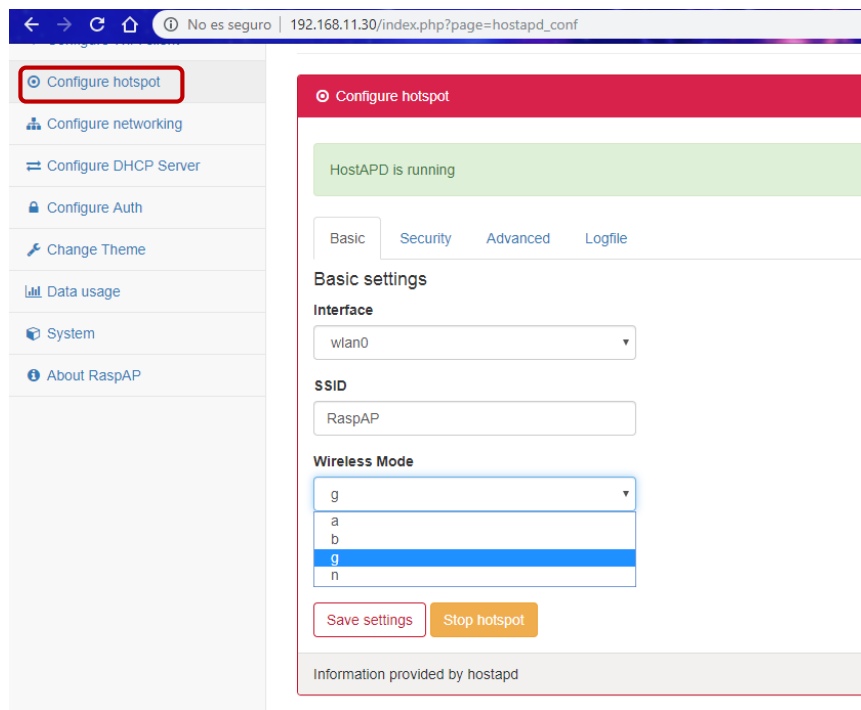 No es seguro | 192.168.11.30/index.php?page=hostapd_conf
Configure hotspot
Configure networking
Configure DHCP Server
Configure Auth
Change Theme
Data usage
System
About RaspAP
Configure hotspot
HostAPD is running
Basic Security Advanced Logfile
Basic settings
Interface
wlan0
SSID
RaspAP
Wireless Mode
g
a
b
g
n
Save settings Stop hotspot
Information provided by hostapd